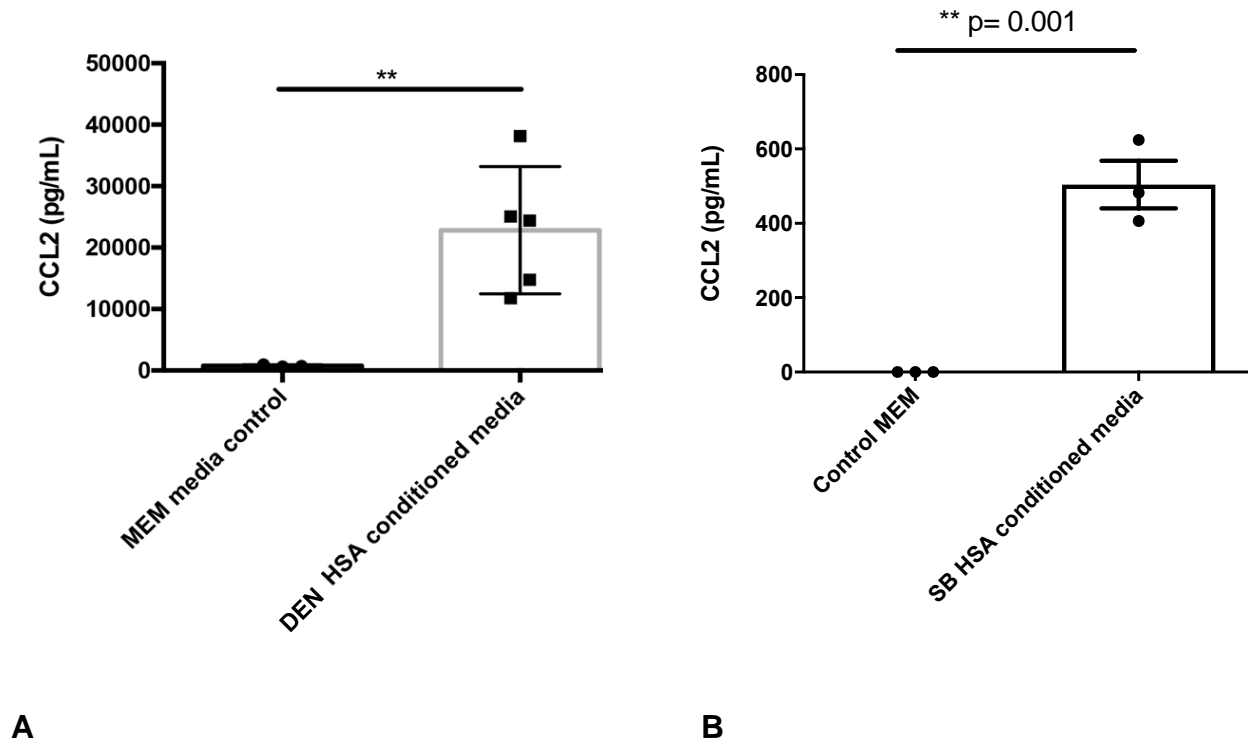 **
50000
40000
30000
20000
10000
0
CCL2 (pg/mL)
MEM media control
DEN HSA conditioned media
A
** p= 0.001
800
600
400
200
0
CCL2 (pg/mL)
Control MEM
SB HSA conditioned media
B